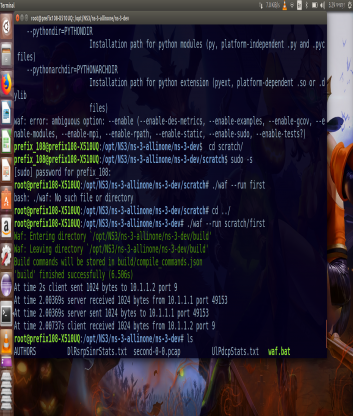 Terminal
7.0 KB/s
5:29
root@prefix108-X510UQ: /opt/NS3/ns-3-allinone/ns-3-dev
--pythondir=PYTHONDIR
Installation path for python modules (py, platform-independent .py and .pyc
files)
--pythonarchdir=PYTHONARCHDIR
Installation path for python extension (pyext, platform-dependent .so or .d
ylib
files)
waf: error: ambiguous option: --enable (--enable-des-metrics, --enable-examples, --enable-gcov, --e
nable-modules, --enable-mpi, --enable-rpath, --enable-static, --enable-sudo, --enable-tests?)
prefix_108@prefix108-X510UQ:/opt/NS3/ns-3-allinone/ns-3-dev$ cd scratch/
prefix_108@prefix108-X510UQ:/opt/NS3/ns-3-allinone/ns-3-dev/scratch$ sudo -s
[sudo] password for prefix_108:
root@prefix108-X510UQ:/opt/NS3/ns-3-allinone/ns-3-dev/scratch# ./waf --run first
bash: ./waf: No such file or directory
root@prefix108-X510UQ:/opt/NS3/ns-3-allinone/ns-3-dev/scratch# cd ../
root@prefix108-X510UQ:/opt/NS3/ns-3-allinone/ns-3-dev# ./waf --run scratch/first
Waf: Entering directory `/opt/NS3/ns-3-allinone/ns-3-dev/build'
Waf: Leaving directory `/opt/NS3/ns-3-allinone/ns-3-dev/build'
Build commands will be stored in build/compile_commands.json
'build' finished successfully (6.506s)
At time 2s client sent 1024 bytes to 10.1.1.2 port 9
At time 2.00369s server received 1024 bytes from 10.1.1.1 port 49153
At time 2.00369s server sent 1024 bytes to 10.1.1.1 port 49153
At time 2.00737s client received 1024 bytes from 10.1.1.2 port 9
root@prefix108-X510UQ:/opt/NS3/ns-3-allinone/ns-3-dev# ls
AUTHORS DlRsrpSinrStats.txt second-0-0.pcap UlPdcpStats.txt waf.bat